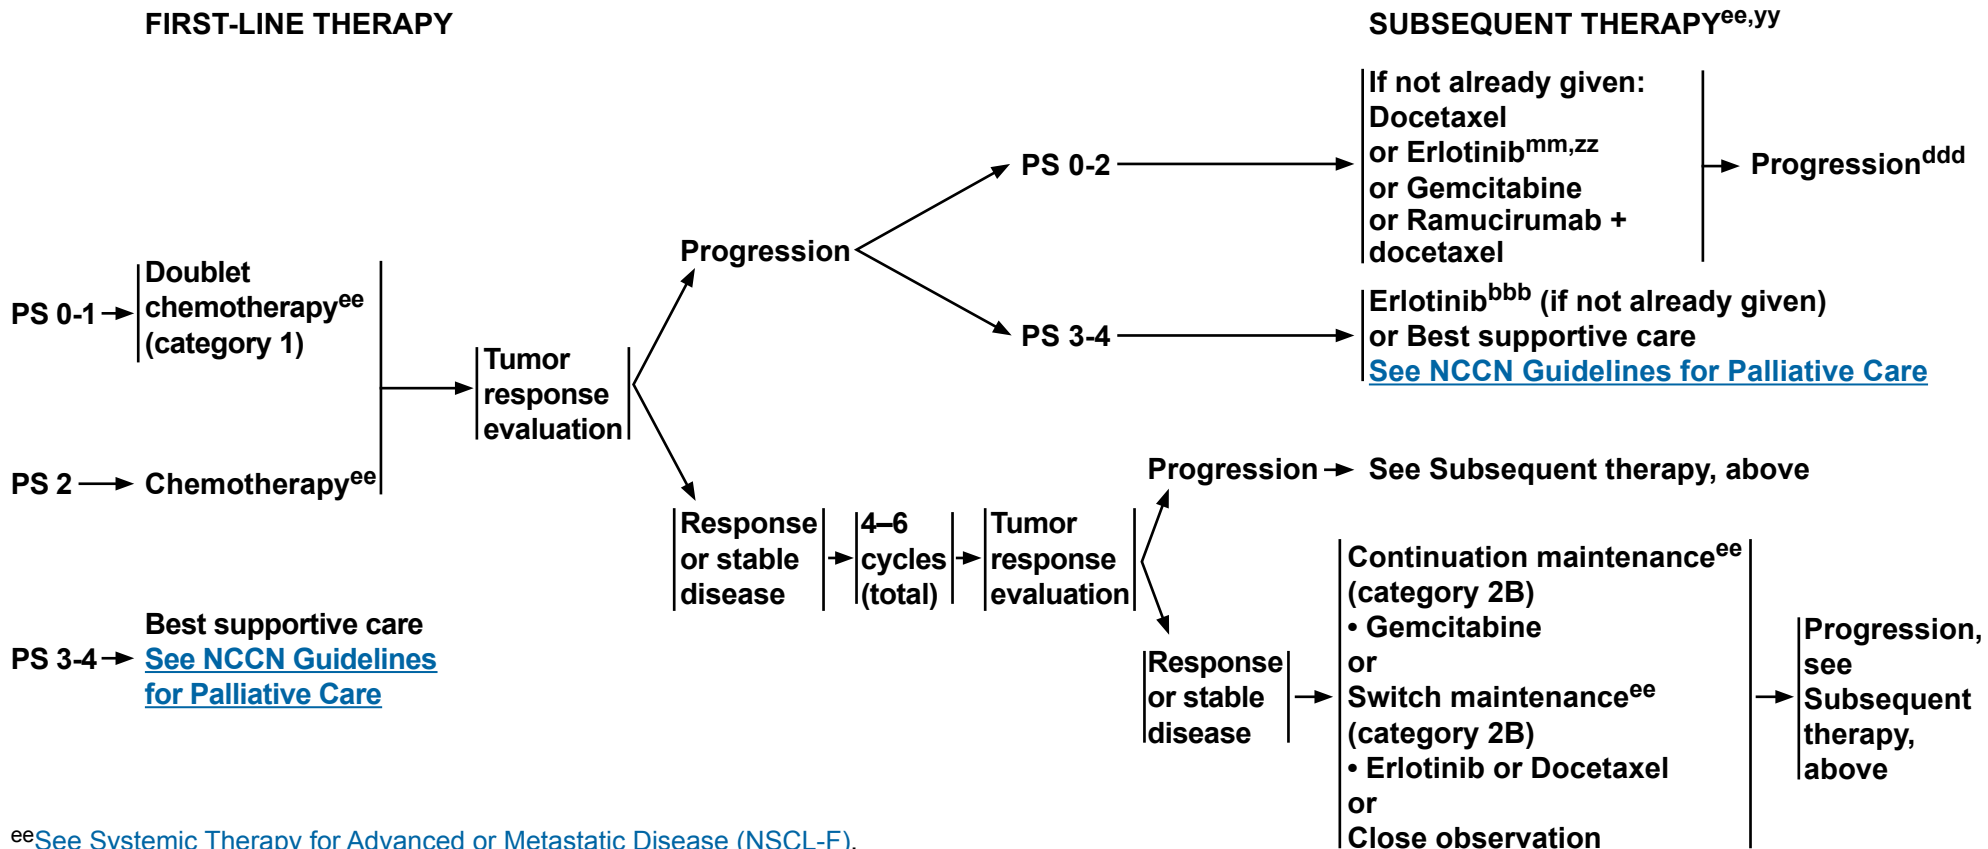 FIRST-LINE THERAPY
SUBSEQUENT THERAPYee,yy
PS 0-1
Doublet
chemotherapyee
(category 1)
PS 2
Chemotherapyee
PS 3-4
Best supportive care
See NCCN Guidelines
for Palliative Care
Tumor
response
evaluation
Progression
PS 0-2
If not already given:
Docetaxel
or Erlotinibmm,zz
or Gemcitabine
or Ramucirumab +
docetaxel
Progressionddd
PS 3-4
Erlotinibbbb (if not already given)
or Best supportive care
See NCCN Guidelines for Palliative Care
Response
or stable
disease
4–6
cycles
(total)
Tumor
response
evaluation
Progression
See Subsequent therapy, above
Response
or stable
disease
Continuation maintenanceee
(category 2B)
• Gemcitabine
or
Switch maintenanceee
(category 2B)
• Erlotinib or Docetaxel
or
Close observation
Progression,
see
Subsequent
therapy,
above
eeSee Systemic Therapy for Advanced or Metastatic Disease (NSCL-F).